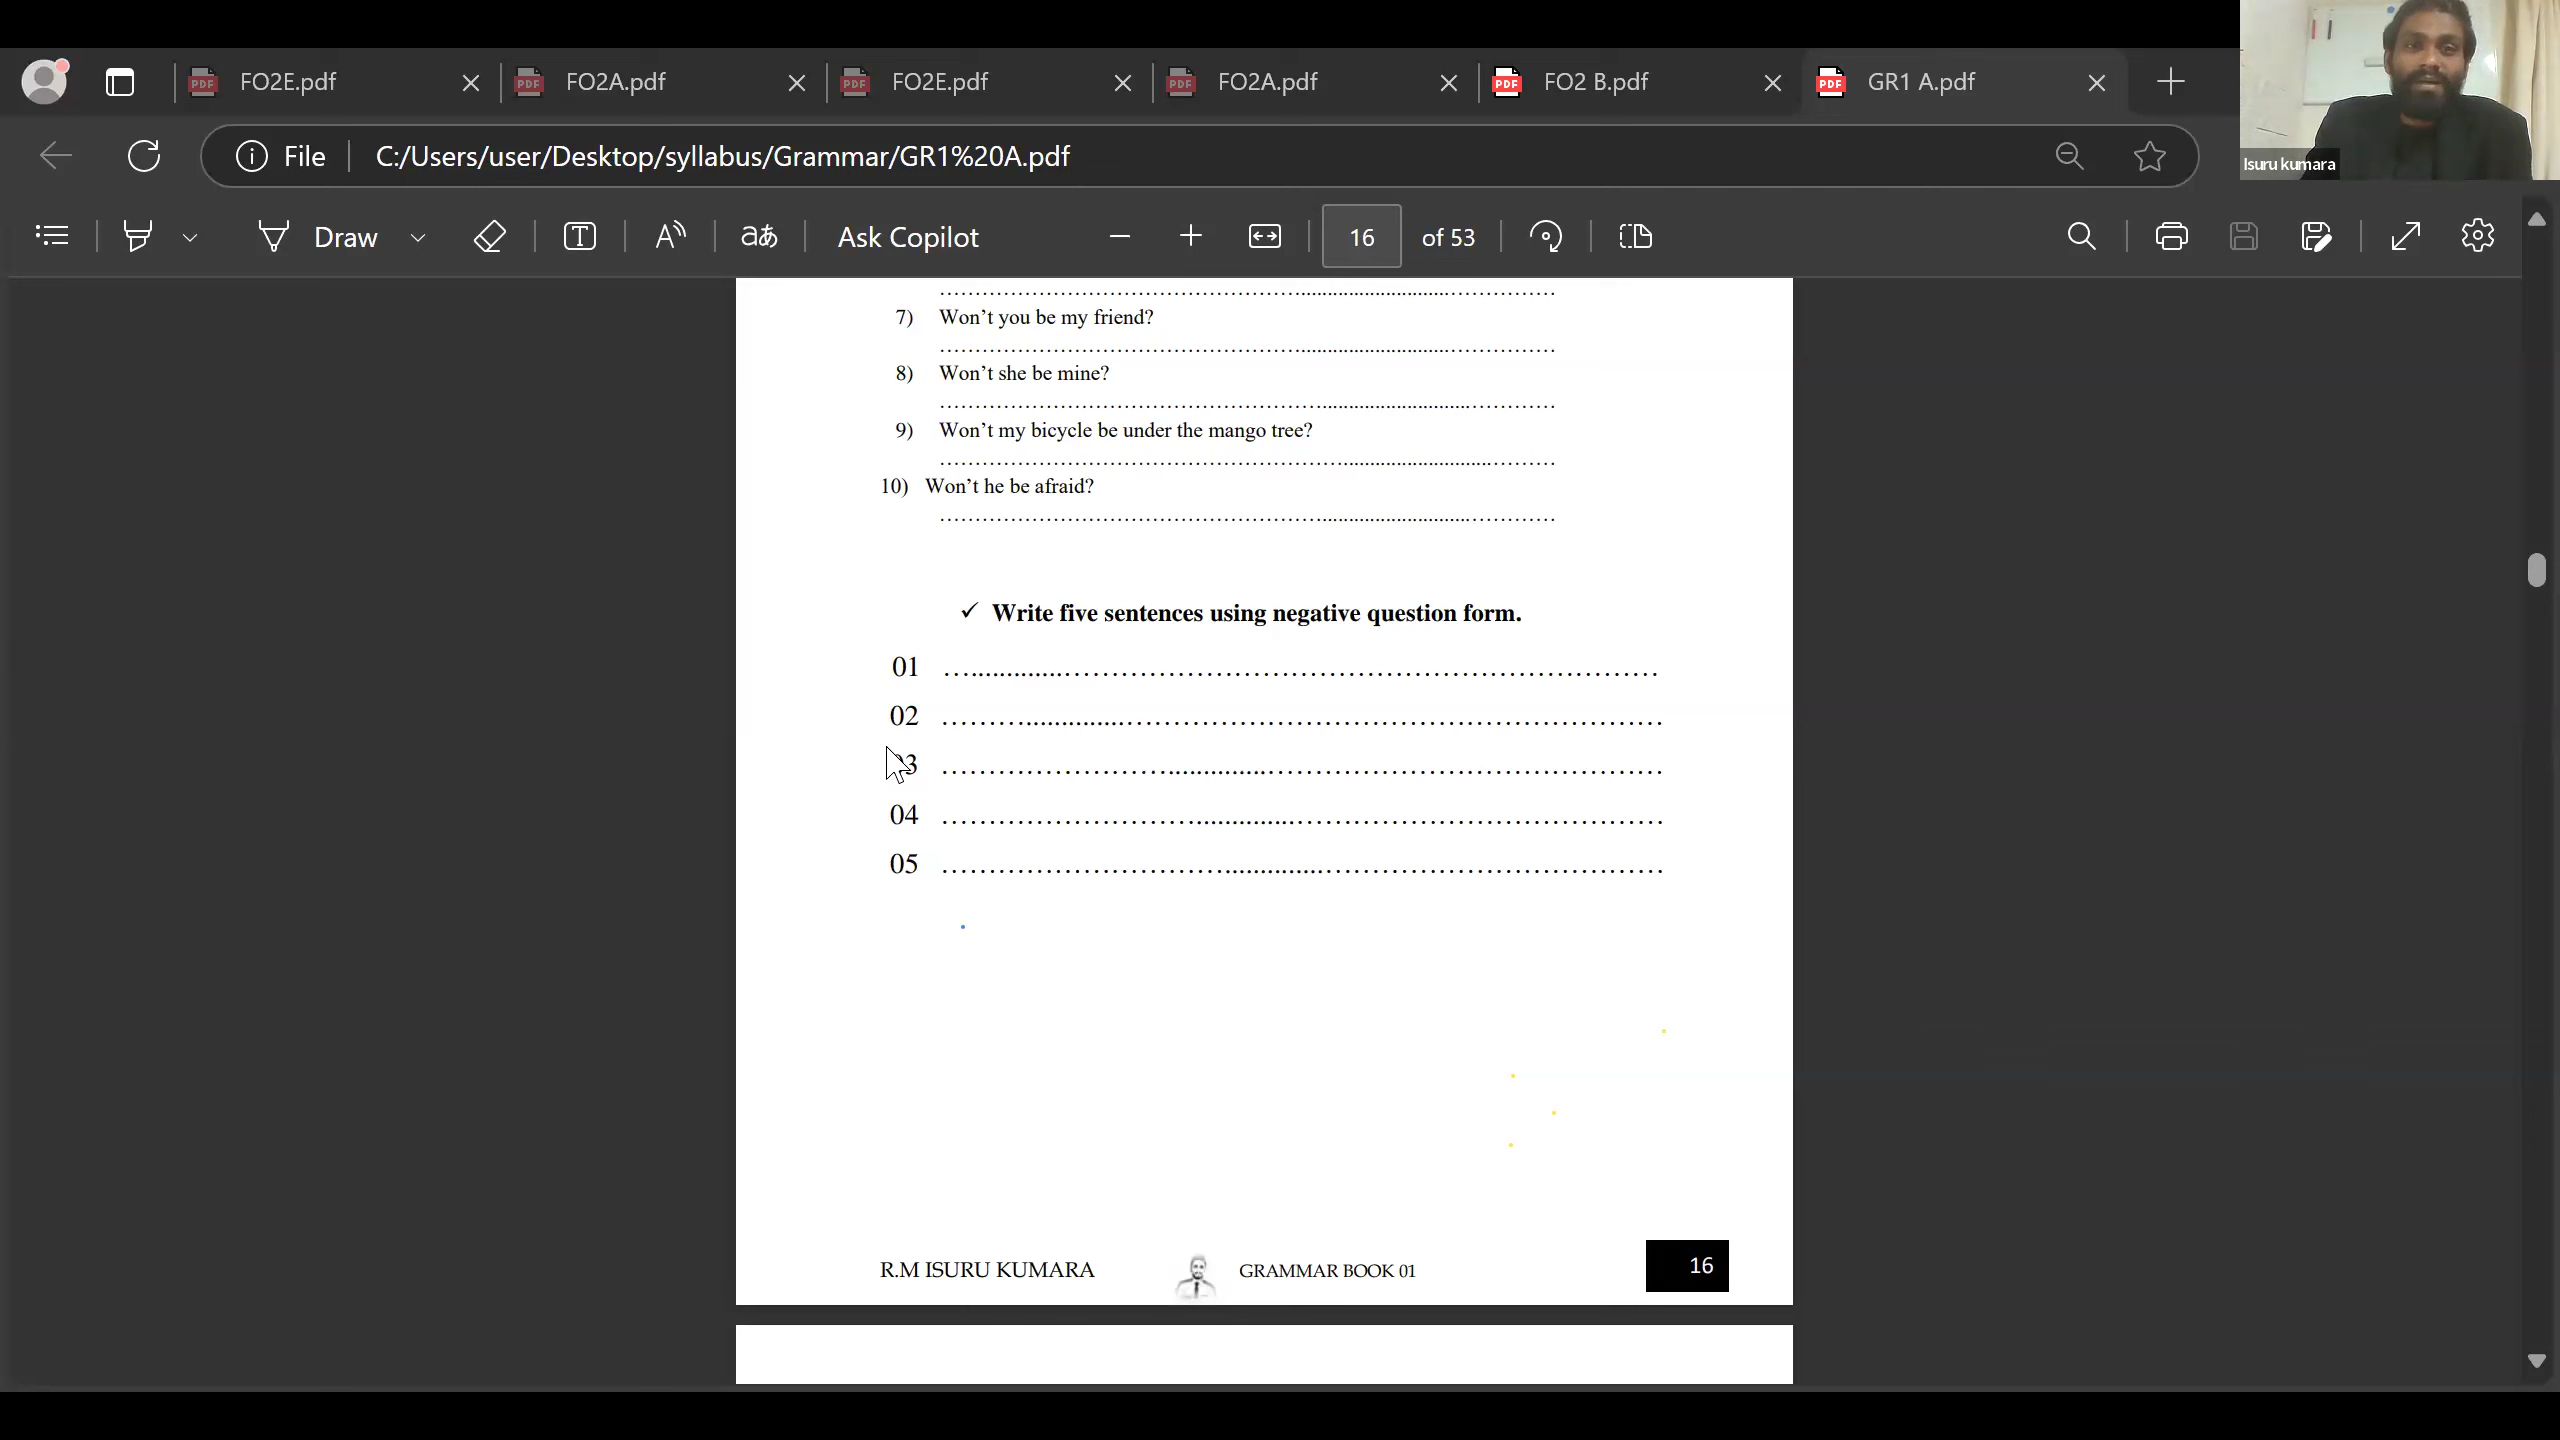 FO2E.pdf
FO2A.pdf
FO2E.pdf
FO2A.pdf
FO2 B.pdf
GR1 A.pdf
File
C:/Users/user/Desktop/syllabus/Grammar/GR1%20A.pdf
Isuru kumara
Draw
Ask Copilot
16 of 53
7) Won't you be my friend?
8) Won't she be mine?
9) Won't my bicycle be under the mango tree?
10) Won't he be afraid?
✓ Write five sentences using negative question form.
01
02
03
04
05
R.M ISURU KUMARA
GRAMMAR BOOK 01
16